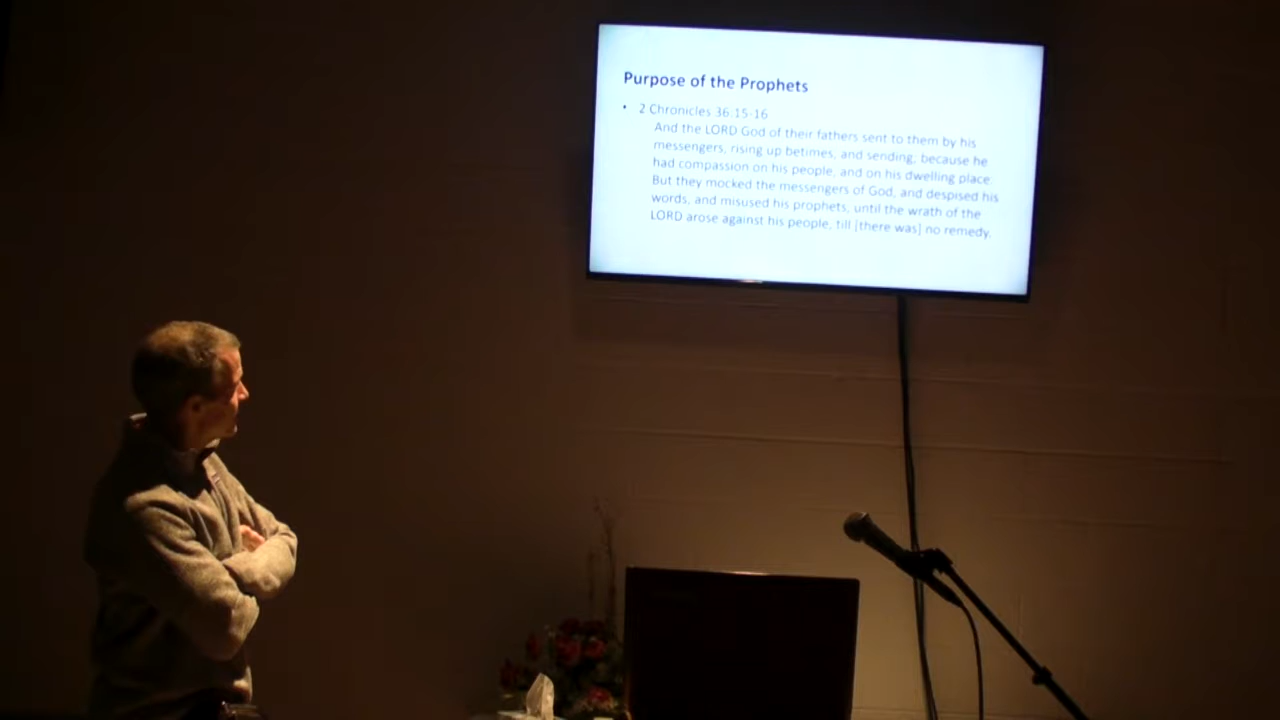 Purpose of the Prophets
• 2 Chronicles 36:15-16
And the LORD God of their fathers sent to them by his
messengers, rising up betimes, and sending; because he
had compassion on his people, and on his dwelling place:
But they mocked the messengers of God, and despised his
words, and misused his prophets, until the wrath of the
LORD arose against his people, till [there was] no remedy.